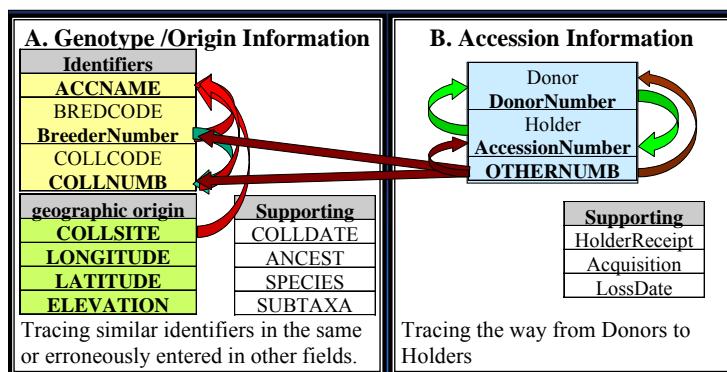 A. Genotype /Origin Information
Identifiers
ACCNAME
BREDCODE
BreederNumber
COLLCODE
COLLNUMB
geographic origin
COLLSITE
LONGITUDE
LATITUDE
ELEVATION
Supporting
COLLDATE
ANCEST
SPECIES
SUBTAXA
Tracing similar identifiers in the same
or erroneously entered in other fields.
B. Accession Information
Donor
DonorNumber
Holder
AccessionNumber
OTHERNUMB
Supporting
HolderReceipt
Acquisition
LossDate
Tracing the way from Donors to
Holders